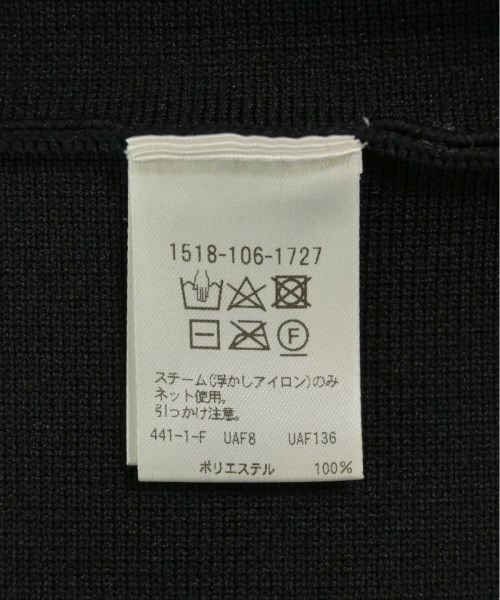 1518-106-1727
F
スチーム(浮かしアイロン)のみ
ネット使用。
引っかけ注意。
441-1-F UAF8 UAF136
ポリエステル 100%